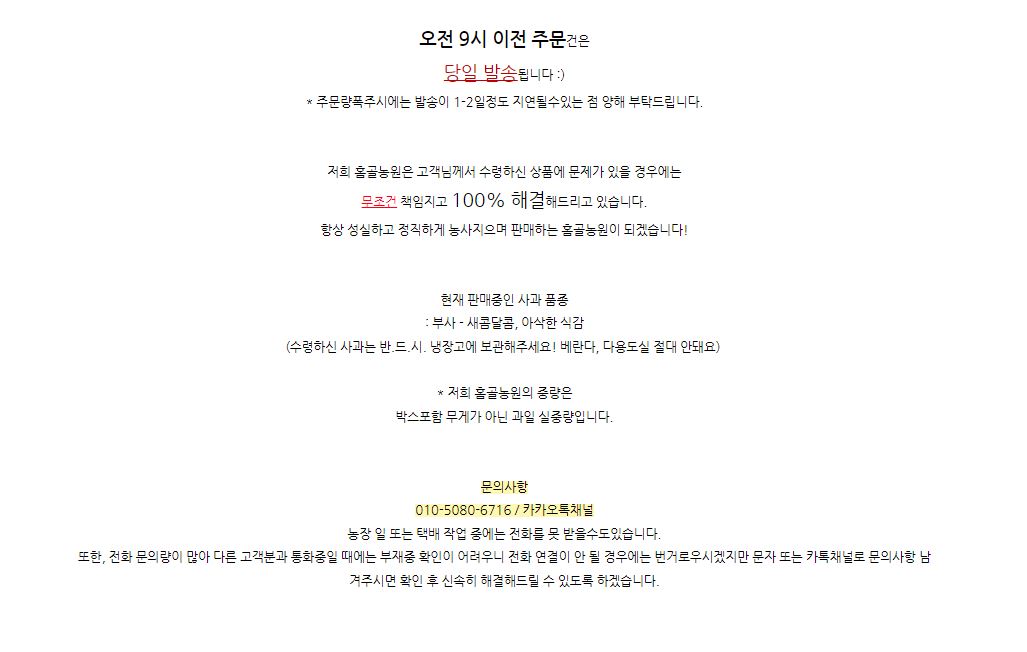 오전 9시 이전 주문건은
당일 발송됩니다 :)
* 주문량폭주시에는 발송이 1-2일정도 지연될수있는 점 양해 부탁드립니다.
저희 홈골농원은 고객님께서 수령하신 상품에 문제가 있을 경우에는
무조건 책임지고 100% 해결해드리고 있습니다.
항상 성실하고 정직하게 농사지으며 판매하는 홈골농원이 되겠습니다!
현재 판매중인 사과 품종
: 부사 - 새콤달콤, 아삭한 식감
(수령하신 사과는 반.드.시. 냉장고에 보관해주세요! 베란다, 다용도실 절대 안돼요)
* 저희 홈골농원의 중량은
박스포함 무게가 아닌 과일 실중량입니다.
문의사항
010-5080-6716 / 카카오톡채널
농장 일 또는 택배 작업 중에는 전화를 못 받을수도있습니다.
또한, 전화 문의량이 많아 다른 고객분과 통화중일 때에는 부재중 확인이 어려우니 전화 연결이 안 될 경우에는 번거로우시겠지만 문자 또는 카톡채널로 문의사항 남
겨주시면 확인 후 신속히 해결해드릴 수 있도록 하겠습니다.